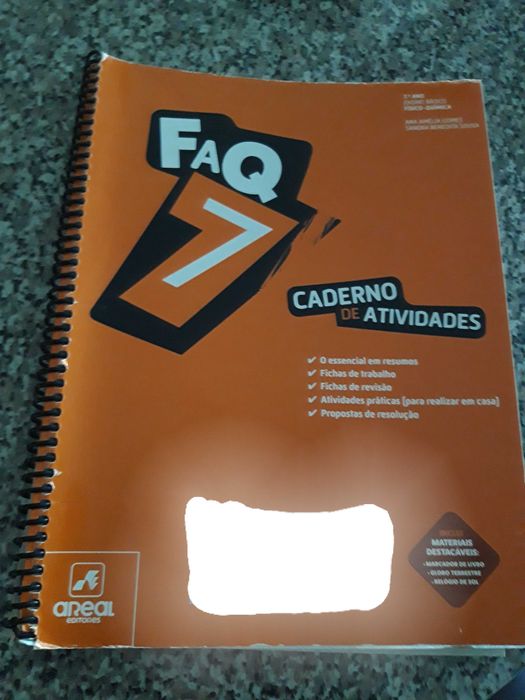 7.º ANO
ENSINO BÁSICO
FÍSICO-QUÍMICA
ANA AMÉLIA GOMES
SANDRA BENEDITA SOUSA
FAQ
7
CADERNO
DE ATIVIDADES
✔ O essencial em resumos
✔ Fichas de trabalho
✔ Fichas de revisão
✔ Atividades práticas [para realizar em casa]
✔ Propostas de resolução
INCLUI
MATERIAIS
DESTACÁVEIS:
• MARCADOR DE LIVRO
• GLOBO TERRESTRE
• RELÓGIO DE SOL
AREAL
EDITORES